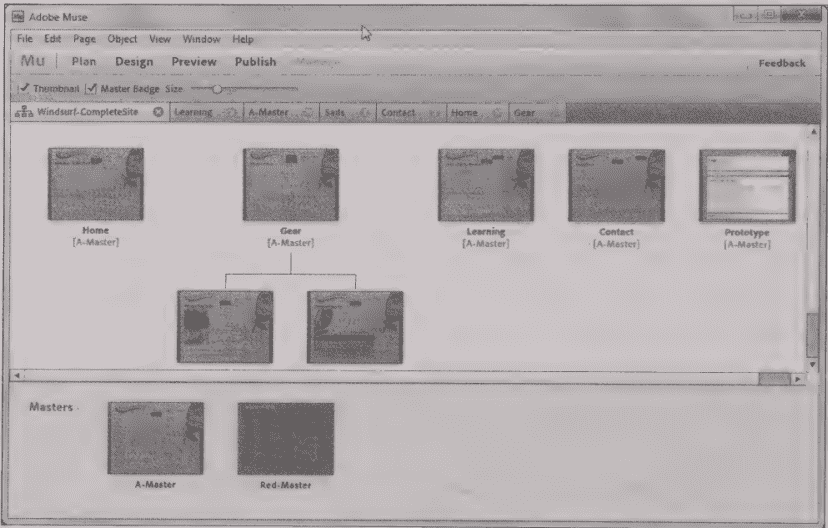 Mu Adobe Muse
File Edit Page Object View Window Help
Mu Plan Design Preview Publish Feedback
Thumbnail Master Badge Size
Windsurf-CompleteSite Learning A-Master Sails Contact Home Gear
Home Gear Learning Contact Prototype
[A-Master] [A-Master] [A-Master] [A-Master] [A-Master]
Masters
A-Master Red-Master